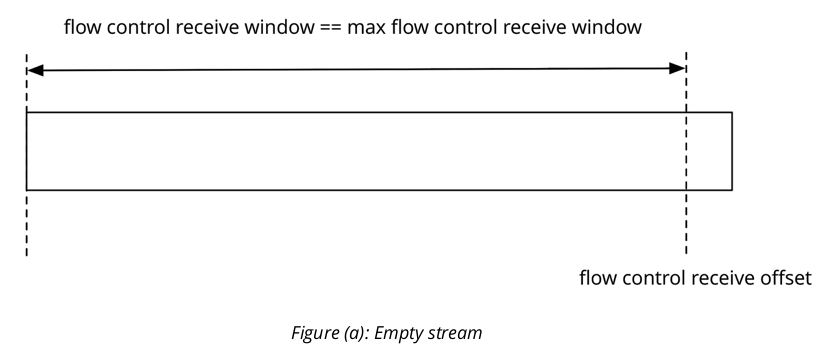 flow control receive window == max flow control receive window
flow control receive offset
Figure (a): Empty stream